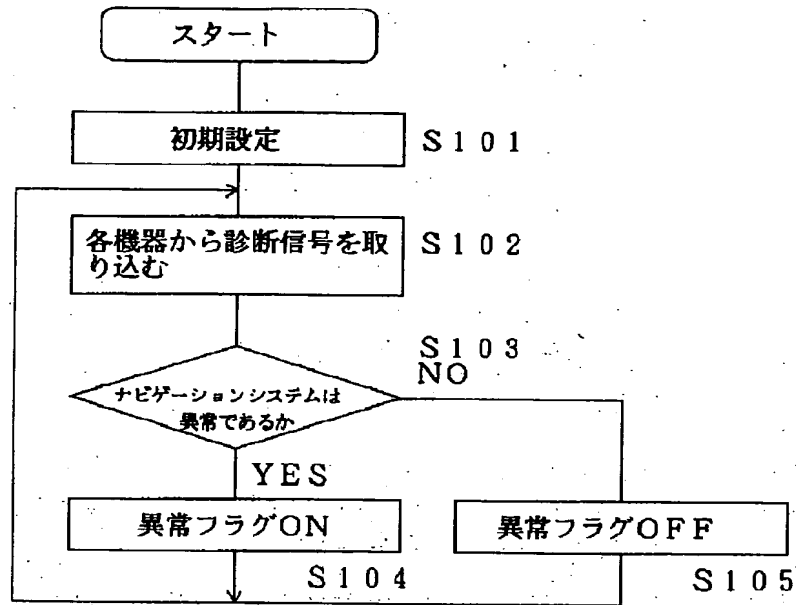 スタート
初期設定
S101
各機器から診断信号を取
り込む
S102
S103
NO
ナビゲーションシステムは
異常であるか
YES
異常フラグON
S104
異常フラグOFF
S105